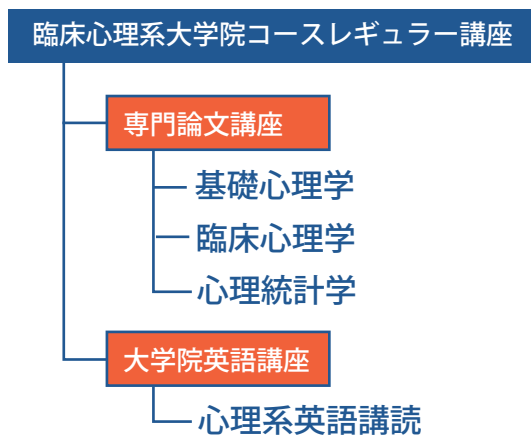 臨床心理系大学院コースレギュラー講座
専門論文講座
基礎心理学
臨床心理学
心理統計学
大学院英語講座
心理系英語講読